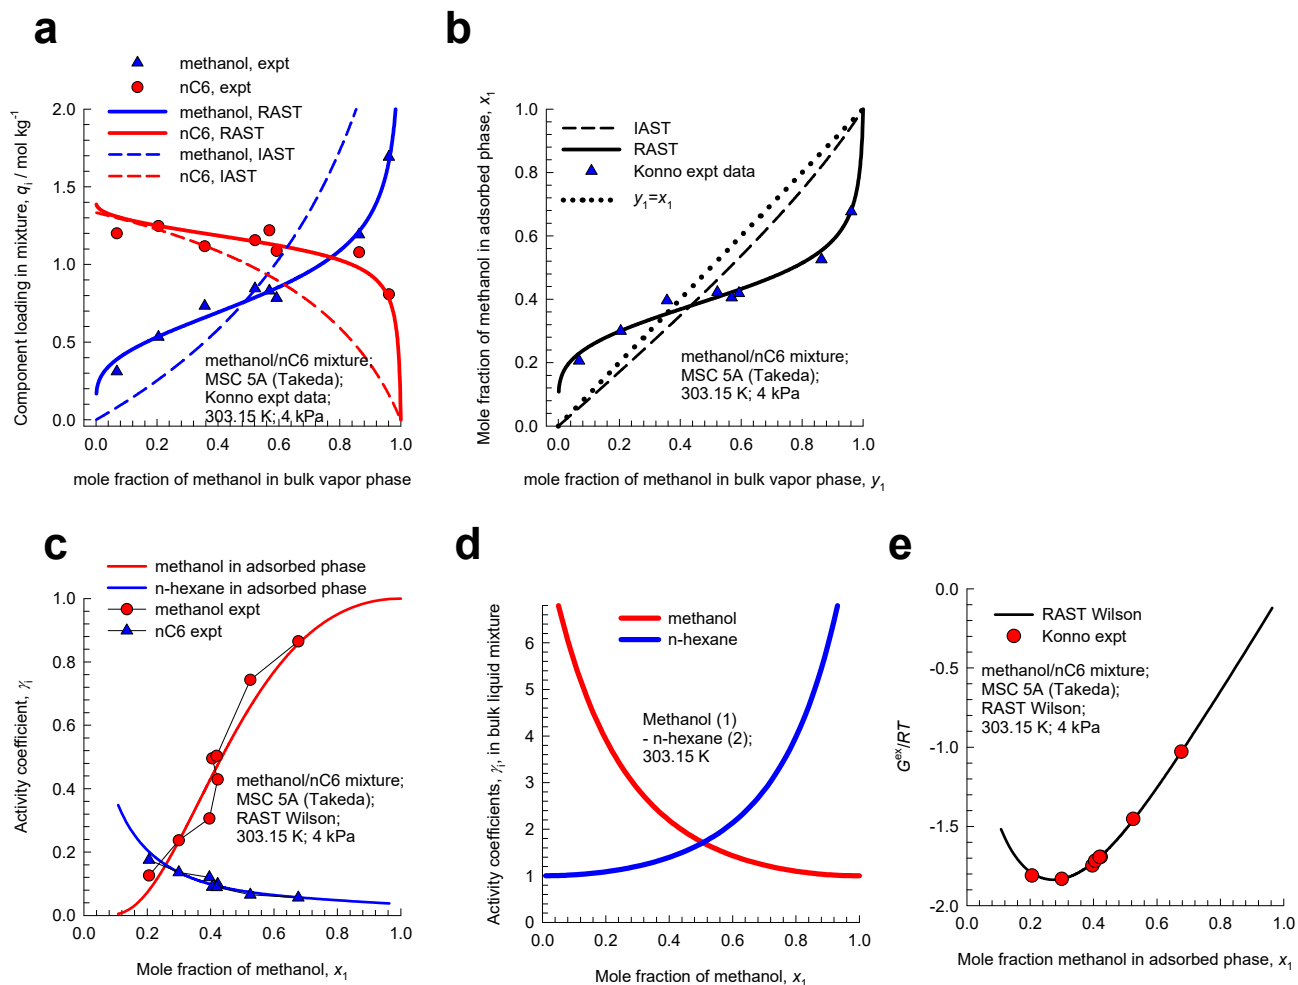 a
methanol, expt
nC6, expt
methanol, RAST
nC6, RAST
methanol, IAST
nC6, IAST
2.0
1.5
1.0
0.5
0.0
Component loading in mixture, qi / mol kg-1
methanol/nC6 mixture;
MSC 5A (Takeda);
Konno expt data;
303.15 K; 4 kPa
0.0 0.2 0.4 0.6 0.8 1.0
mole fraction of methanol in bulk vapor phase
b
IAST
RAST
Konno expt data
y1=x1
1.0
0.8
0.6
0.4
0.2
0.0
Mole fraction of methanol in adsorbed phase, x1
methanol/nC6 mixture;
MSC 5A (Takeda);
303.15 K; 4 kPa
0.0 0.2 0.4 0.6 0.8 1.0
mole fraction of methanol in bulk vapor phase, y1
c
methanol in adsorbed phase
n-hexane in adsorbed phase
methanol expt
nC6 expt
1.0
0.8
0.6
0.4
0.2
0.0
Activity coefficient, γi
methanol/nC6 mixture;
MSC 5A (Takeda);
RAST Wilson;
303.15 K; 4 kPa
0.0 0.2 0.4 0.6 0.8 1.0
Mole fraction of methanol, x1
d
methanol
n-hexane
6
5
4
3
2
1
0
Activity coefficients, γi, in bulk liquid mixture
Methanol (1)
- n-hexane (2);
303.15 K
0.0 0.2 0.4 0.6 0.8 1.0
Mole fraction of methanol, x1
e
RAST Wilson
Konno expt
0.0
-0.5
-1.0
-1.5
-2.0
Gex/RT
methanol/nC6 mixture;
MSC 5A (Takeda);
RAST Wilson;
303.15 K; 4 kPa
0.0 0.2 0.4 0.6 0.8 1.0
Mole fraction methanol in adsorbed phase, x1